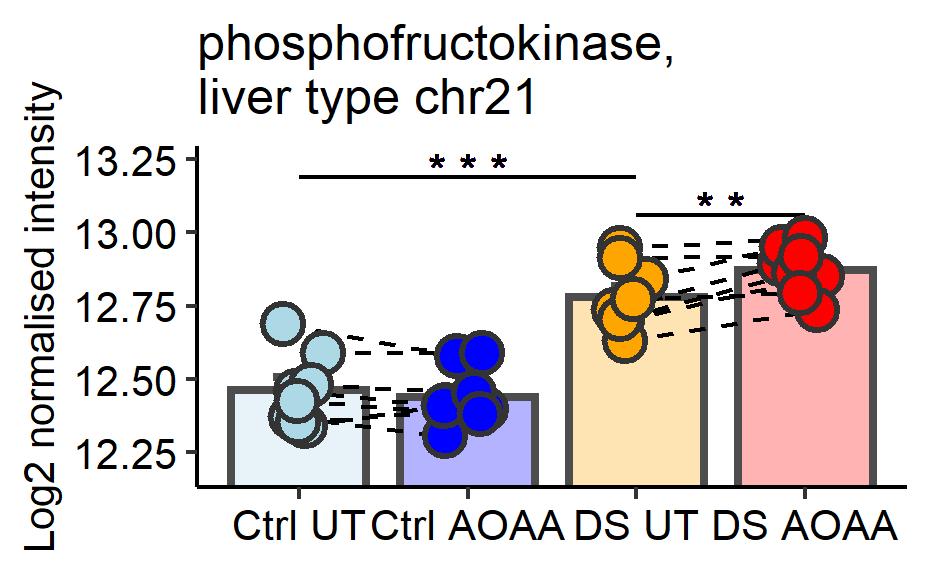 phosphofructokinase,
liver type chr21
Log2 normalised intensity
13.25
13.00
12.75
12.50
12.25
* * *
* *
Ctrl UT Ctrl AOAA DS UT DS AOAA